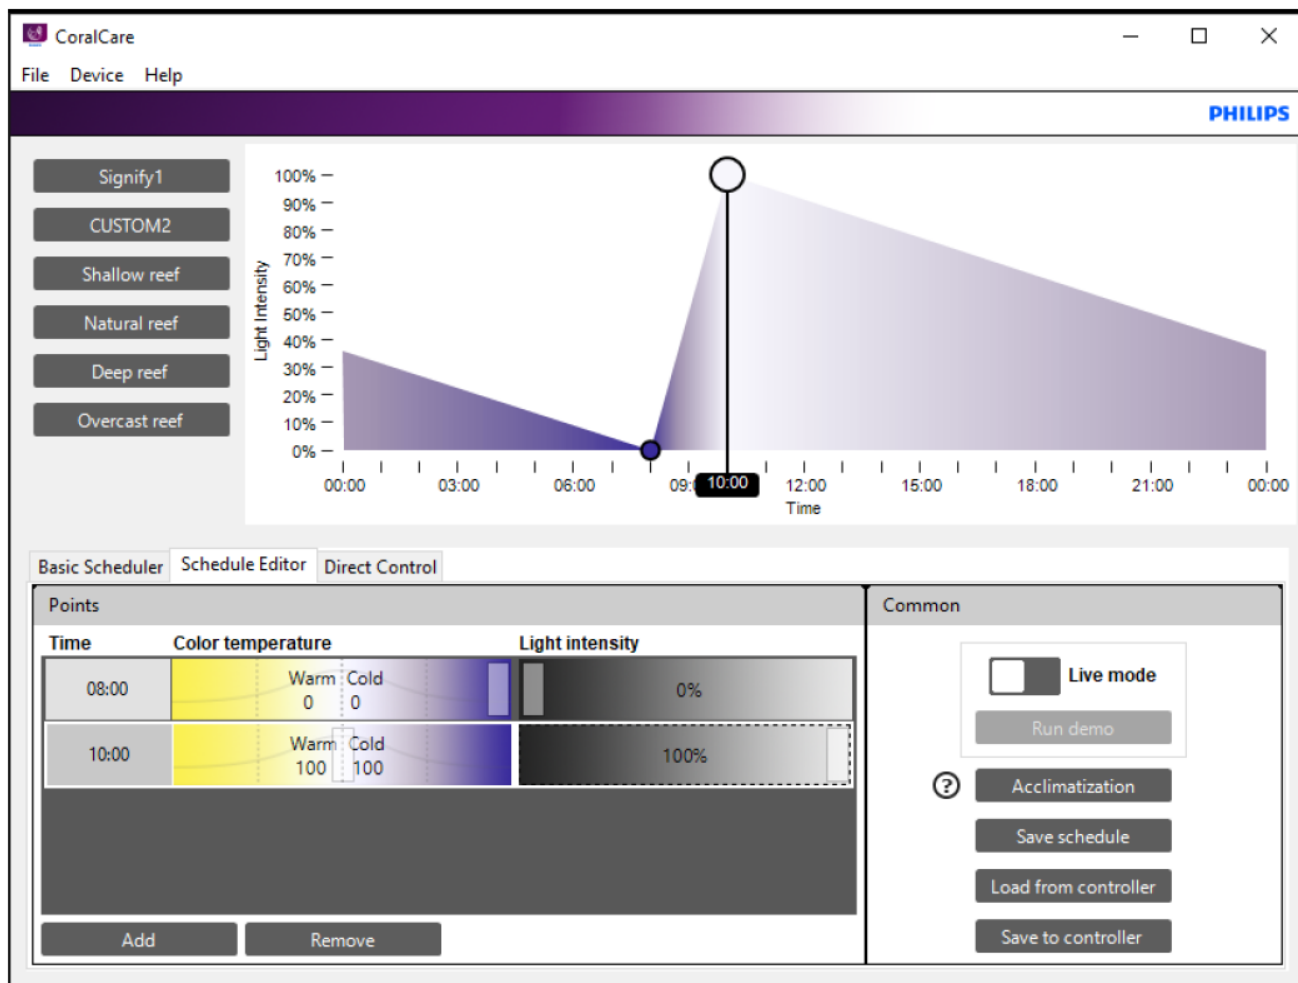 CoralCare
File Device Help
PHILIPS
Signify1
CUSTOM2
Shallow reef
Natural reef
Deep reef
Overcast reef
Light Intensity
100%
90%
80%
70%
60%
50%
40%
30%
20%
10%
0%
00:00 03:00 06:00 09: 10:00 12:00 15:00 18:00 21:00 00:00
Time
Basic Scheduler Schedule Editor Direct Control
Points
Time Color temperature Light intensity
08:00 Warm Cold 0%
0 0
10:00 Warm Cold 100%
100 100
Add Remove
Common
Live mode
Run demo
? Acclimatization
Save schedule
Load from controller
Save to controller